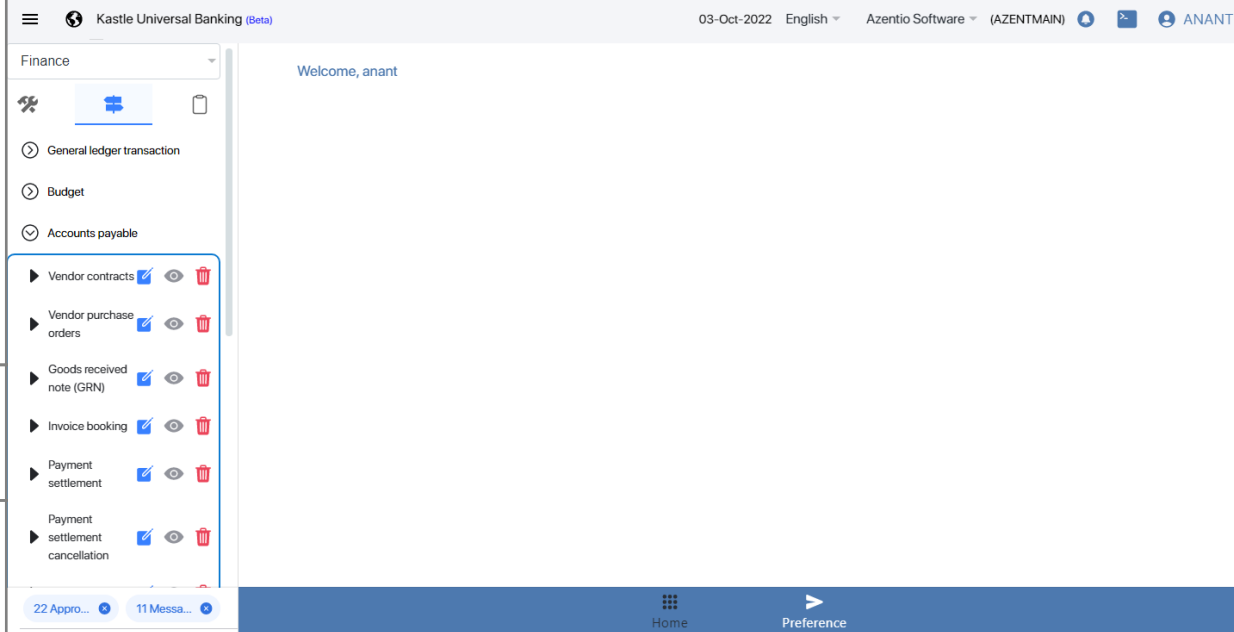 Kastle Universal Banking (Beta)
03-Oct-2022 English Azentio Software (AZENTMAIN) ANANT
Finance
Welcome, anant
General ledger transaction
Budget
Accounts payable
Vendor contracts
Vendor purchase
orders
Goods received
note (GRN)
Invoice booking
Payment
settlement
Payment
settlement
cancellation
22 Appro...
11 Messa...
Home
Preference